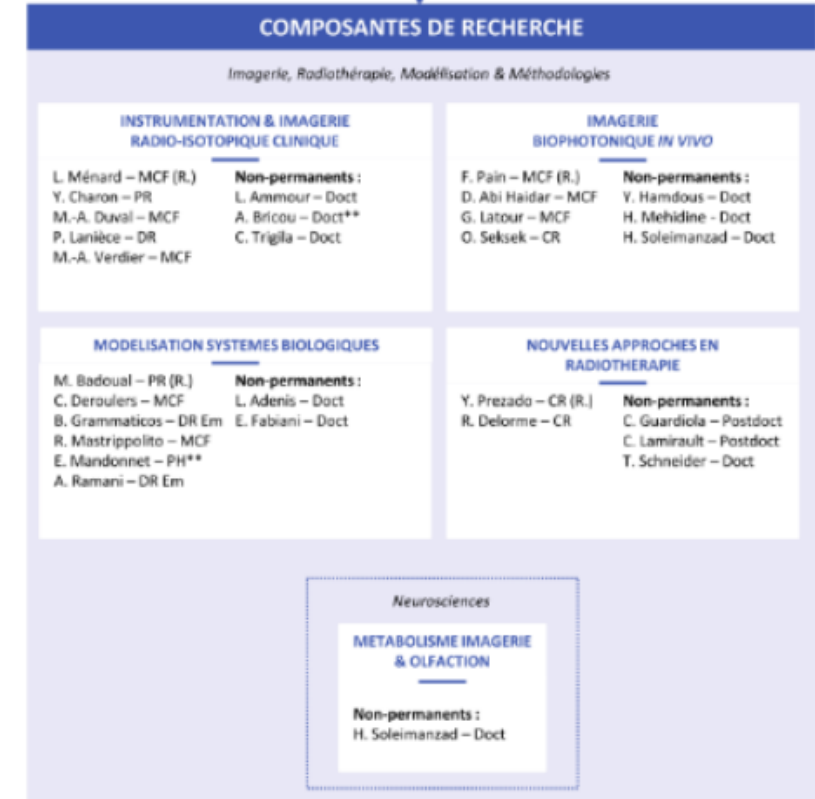 COMPOSANTES DE RECHERCHE
Imagerie, Radiothérapie, Modélisation & Méthodologies
INSTRUMENTATION & IMAGERIE
RADIO-ISOTOPIQUE CLINIQUE
L. Ménard – MCF (R.)
Y. Charon – PR
M.-A. Duval – MCF
P. Lanièce – DR
M.-A. Verdier – MCF
Non-permanents :
L. Ammour – Doct
A. Bricou – Doct**
C. Trigila – Doct
IMAGERIE
BIOPHOTONIQUE IN VIVO
F. Pain – MCF (R.)
D. Abi Haidar – MCF
G. Latour – MCF
O. Seksek – CR
Non-permanents :
Y. Hamdous – Doct
H. Mehidine - Doct
H. Soleimanzad – Doct
MODELISATION SYSTEMES BIOLOGIQUES
M. Badoual – PR (R.)
C. Deroulers – MCF
B. Grammaticos – DR Em
R. Mastrippolito – MCF
E. Mandonnet – PH**
A. Ramani – DR Em
Non-permanents :
L. Adenis – Doct
E. Fabiani – Doct
NOUVELLES APPROCHES EN
RADIOTHERAPIE
Y. Prezado – CR (R.)
R. Delorme – CR
Non-permanents :
C. Guardiola – Postdoct
C. Lamirault – Postdoct
T. Schneider – Doct
Neurosciences
METABOLISME IMAGERIE
& OLFACTION
Non-permanents :
H. Soleimanzad – Doct